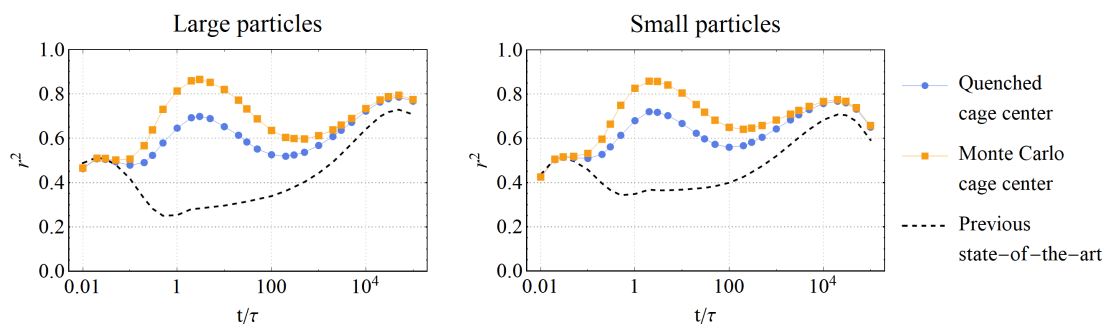 Large particles
1.0
0.8
0.6
0.4
0.2
0.0
r²
0.01
1
100
10⁴
t/τ
Small particles
1.0
0.8
0.6
0.4
0.2
0.0
r²
0.01
1
100
10⁴
t/τ
Quenched
cage center
Monte Carlo
cage center
Previous
state-of-the-art